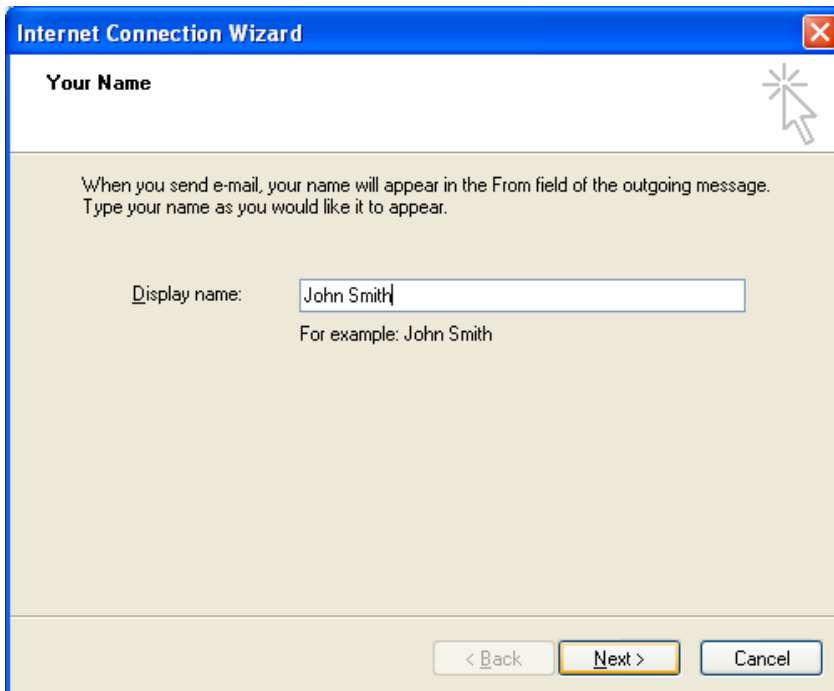 Internet Connection Wizard
Your Name
When you send e-mail, your name will appear in the From field of the outgoing message.
Type your name as you would like it to appear.
Display name:
John Smith
For example: John Smith
< Back
Next >
Cancel